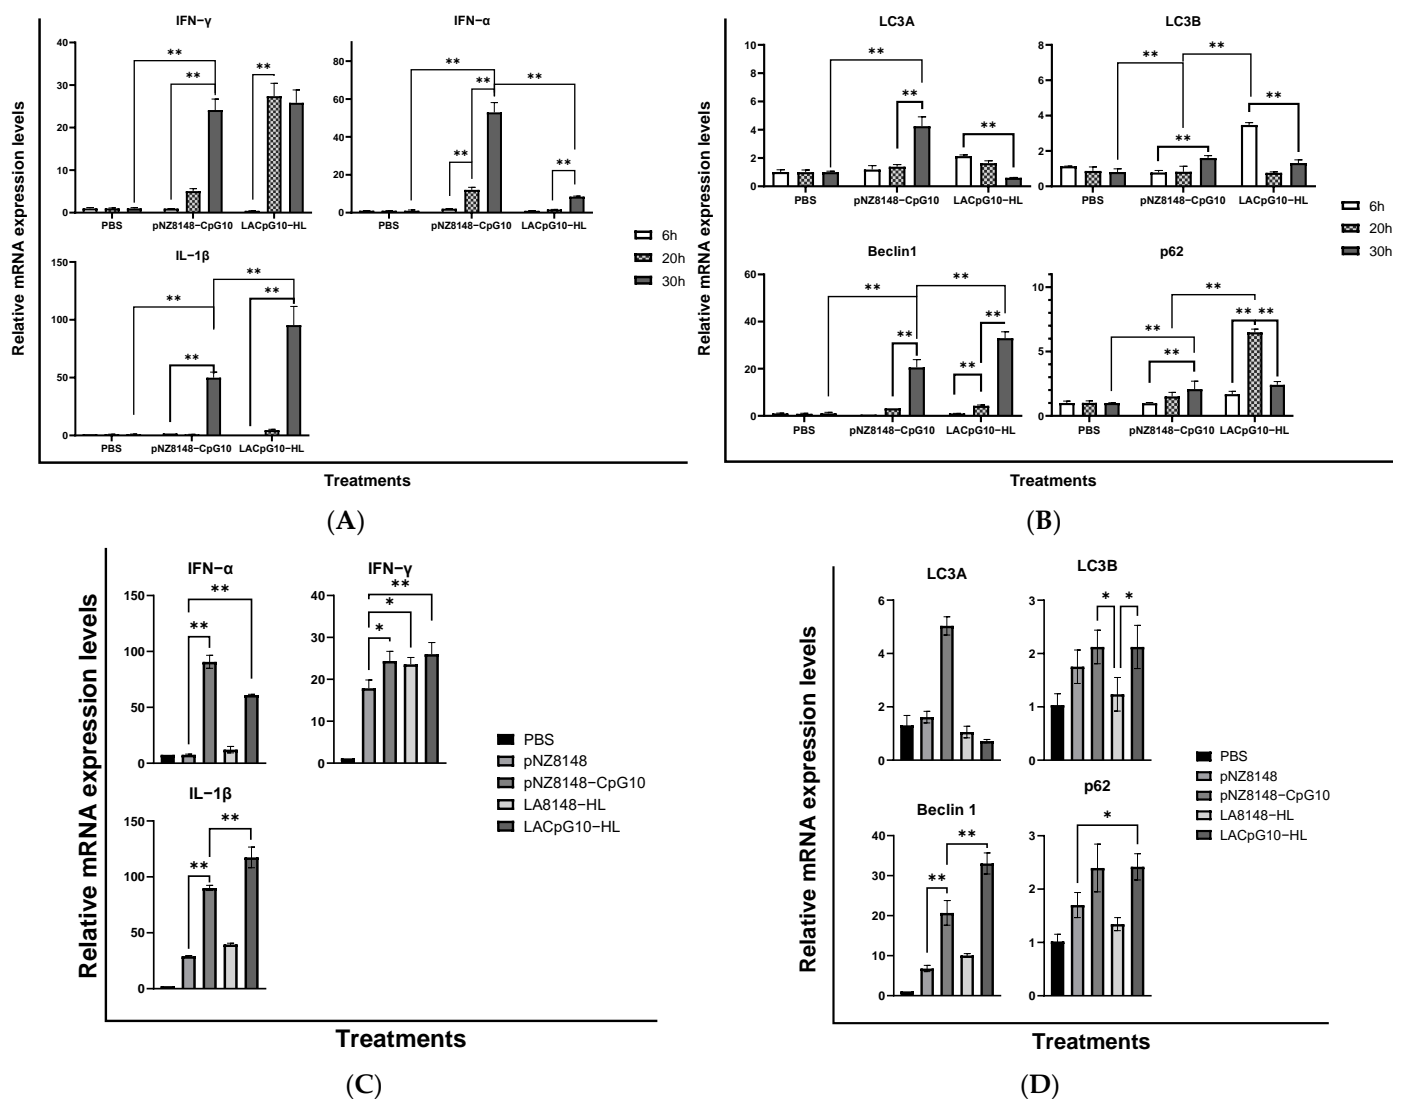 IFN−γ
IFN−α
Relative mRNA expression levels
40
30
20
10
0
**
**
**
PBS
pNZ8148−CpG10
LACpG10−HL
80
60
40
20
0
**
**
**
**
**
PBS
pNZ8148−CpG10
LACpG10−HL
IL−1β
150
100
50
0
**
**
**
**
PBS
pNZ8148−CpG10
LACpG10−HL
6h
20h
30h
Treatments
(A)
LC3A
LC3B
Relative mRNA expression levels
10
8
6
4
2
0
**
**
**
PBS
pNZ8148−CpG10
LACpG10−HL
8
6
4
2
0
**
**
**
**
PBS
pNZ8148−CpG10
LACpG10−HL
Beclin1
p62
60
40
20
0
**
**
**
**
**
PBS
pNZ8148−CpG10
LACpG10−HL
10
5
0
**
**
**
** **
PBS
pNZ8148−CpG10
LACpG10−HL
6h
20h
30h
Treatments
(B)
IFN−α
IFN−γ
Relative mRNA expression levels
150
100
50
0
**
**
40
30
20
10
0
**
*
*
IL−1β
150
100
50
0
**
**
PBS
pNZ8148
pNZ8148−CpG10
LA8148−HL
LACpG10−HL
Treatments
(C)
LC3A
LC3B
Relative mRNA expression levels
6
4
2
0
3
2
1
0
*
*
Beclin 1
p62
40
30
20
10
0
**
**
3
2
1
0
*
PBS
pNZ8148
pNZ8148−CpG10
LA8148−HL
LACpG10−HL
Treatments
(D)